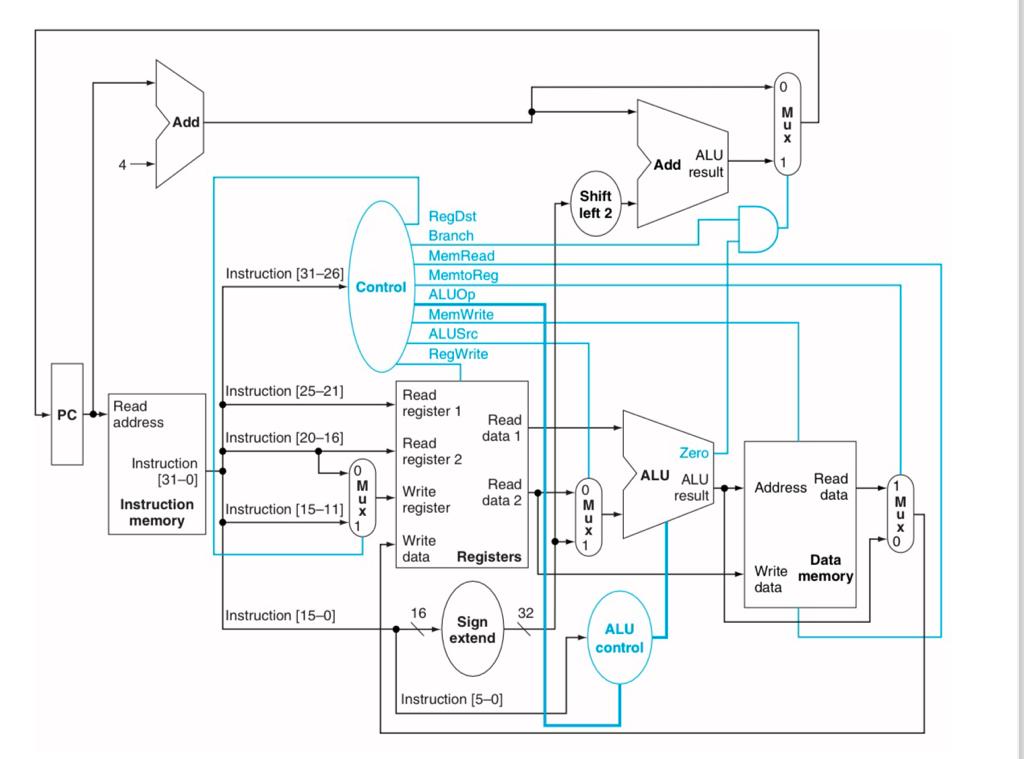 0
M
u
x
1
Add
4
Add
ALU
result
Shift
left 2
RegDst
Branch
MemRead
MemtoReg
ALUOp
MemWrite
ALUSrc
RegWrite
Control
Instruction [31–26]
Instruction [25–21]
Instruction [20–16]
Instruction [15–11]
Instruction [15–0]
Instruction [5–0]
PC
Read
address
Instruction
[31–0]
Instruction
memory
0
M
u
x
1
Read
register 1
Read
register 2
Write
register
Write
data
Read
data 1
Read
data 2
Registers
0
M
u
x
1
Zero
ALU
ALU
result
Address
Read
data
Write
data
Data
memory
1
M
u
x
0
16
Sign
extend
32
ALU
control